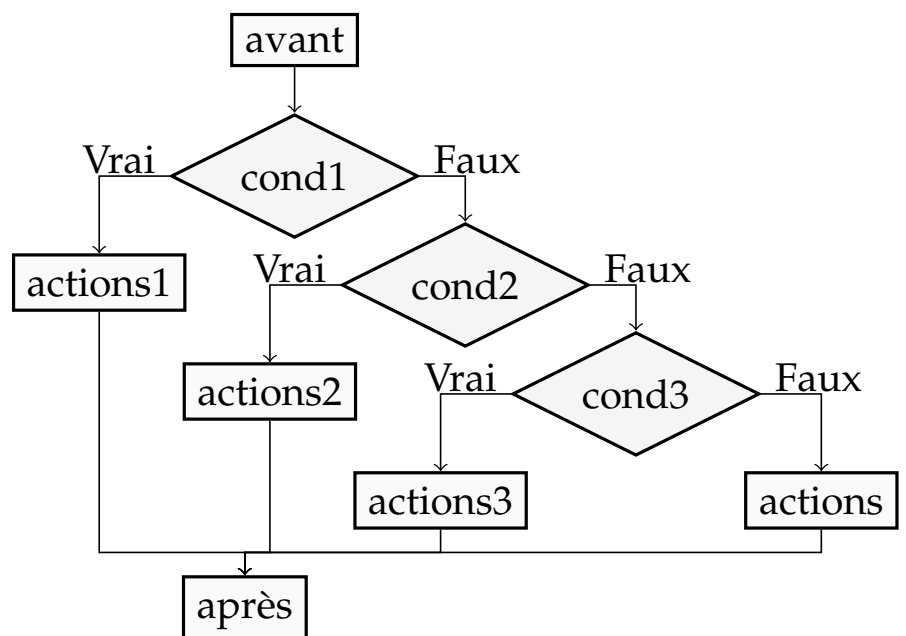 avant
Vrai Faux
cond1
Vrai Faux
actions1 cond2
Vrai Faux
actions2 cond3
actions3 actions
après